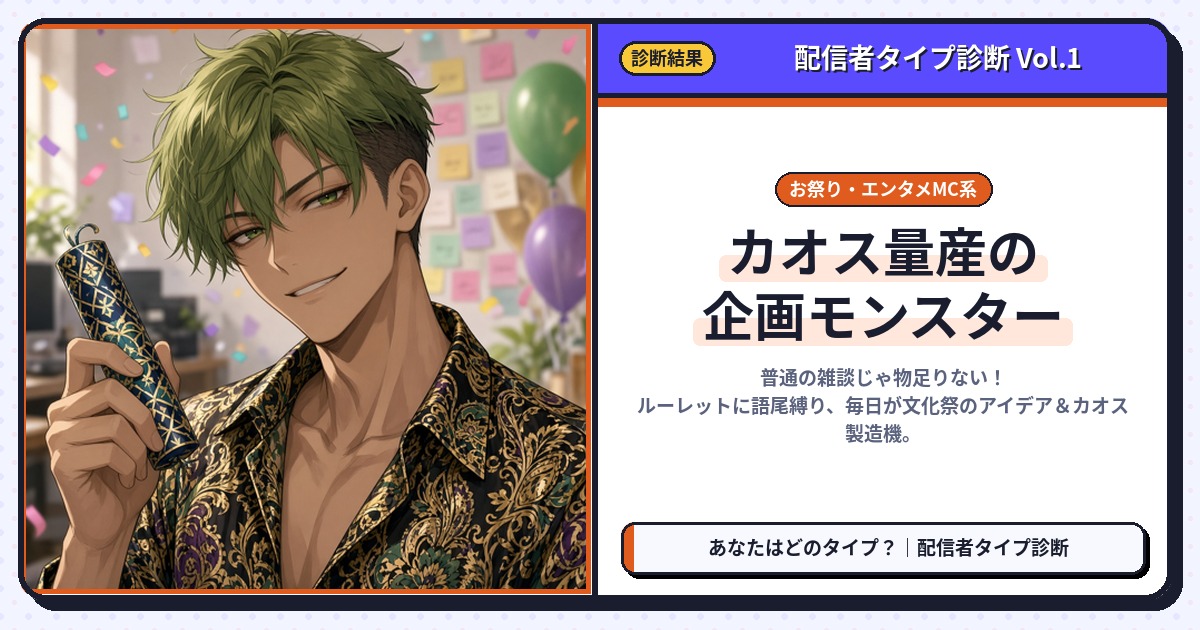 診断結果
配信者タイプ診断 Vol.1
お祭り・エンタメMC系
カオス量産の
企画モンスター
普通の雑談じゃ物足りない！
ルーレットに語尾縛り、毎日が文化祭のアイデア＆カオス
製造機。
あなたはどのタイプ？｜配信者タイプ診断